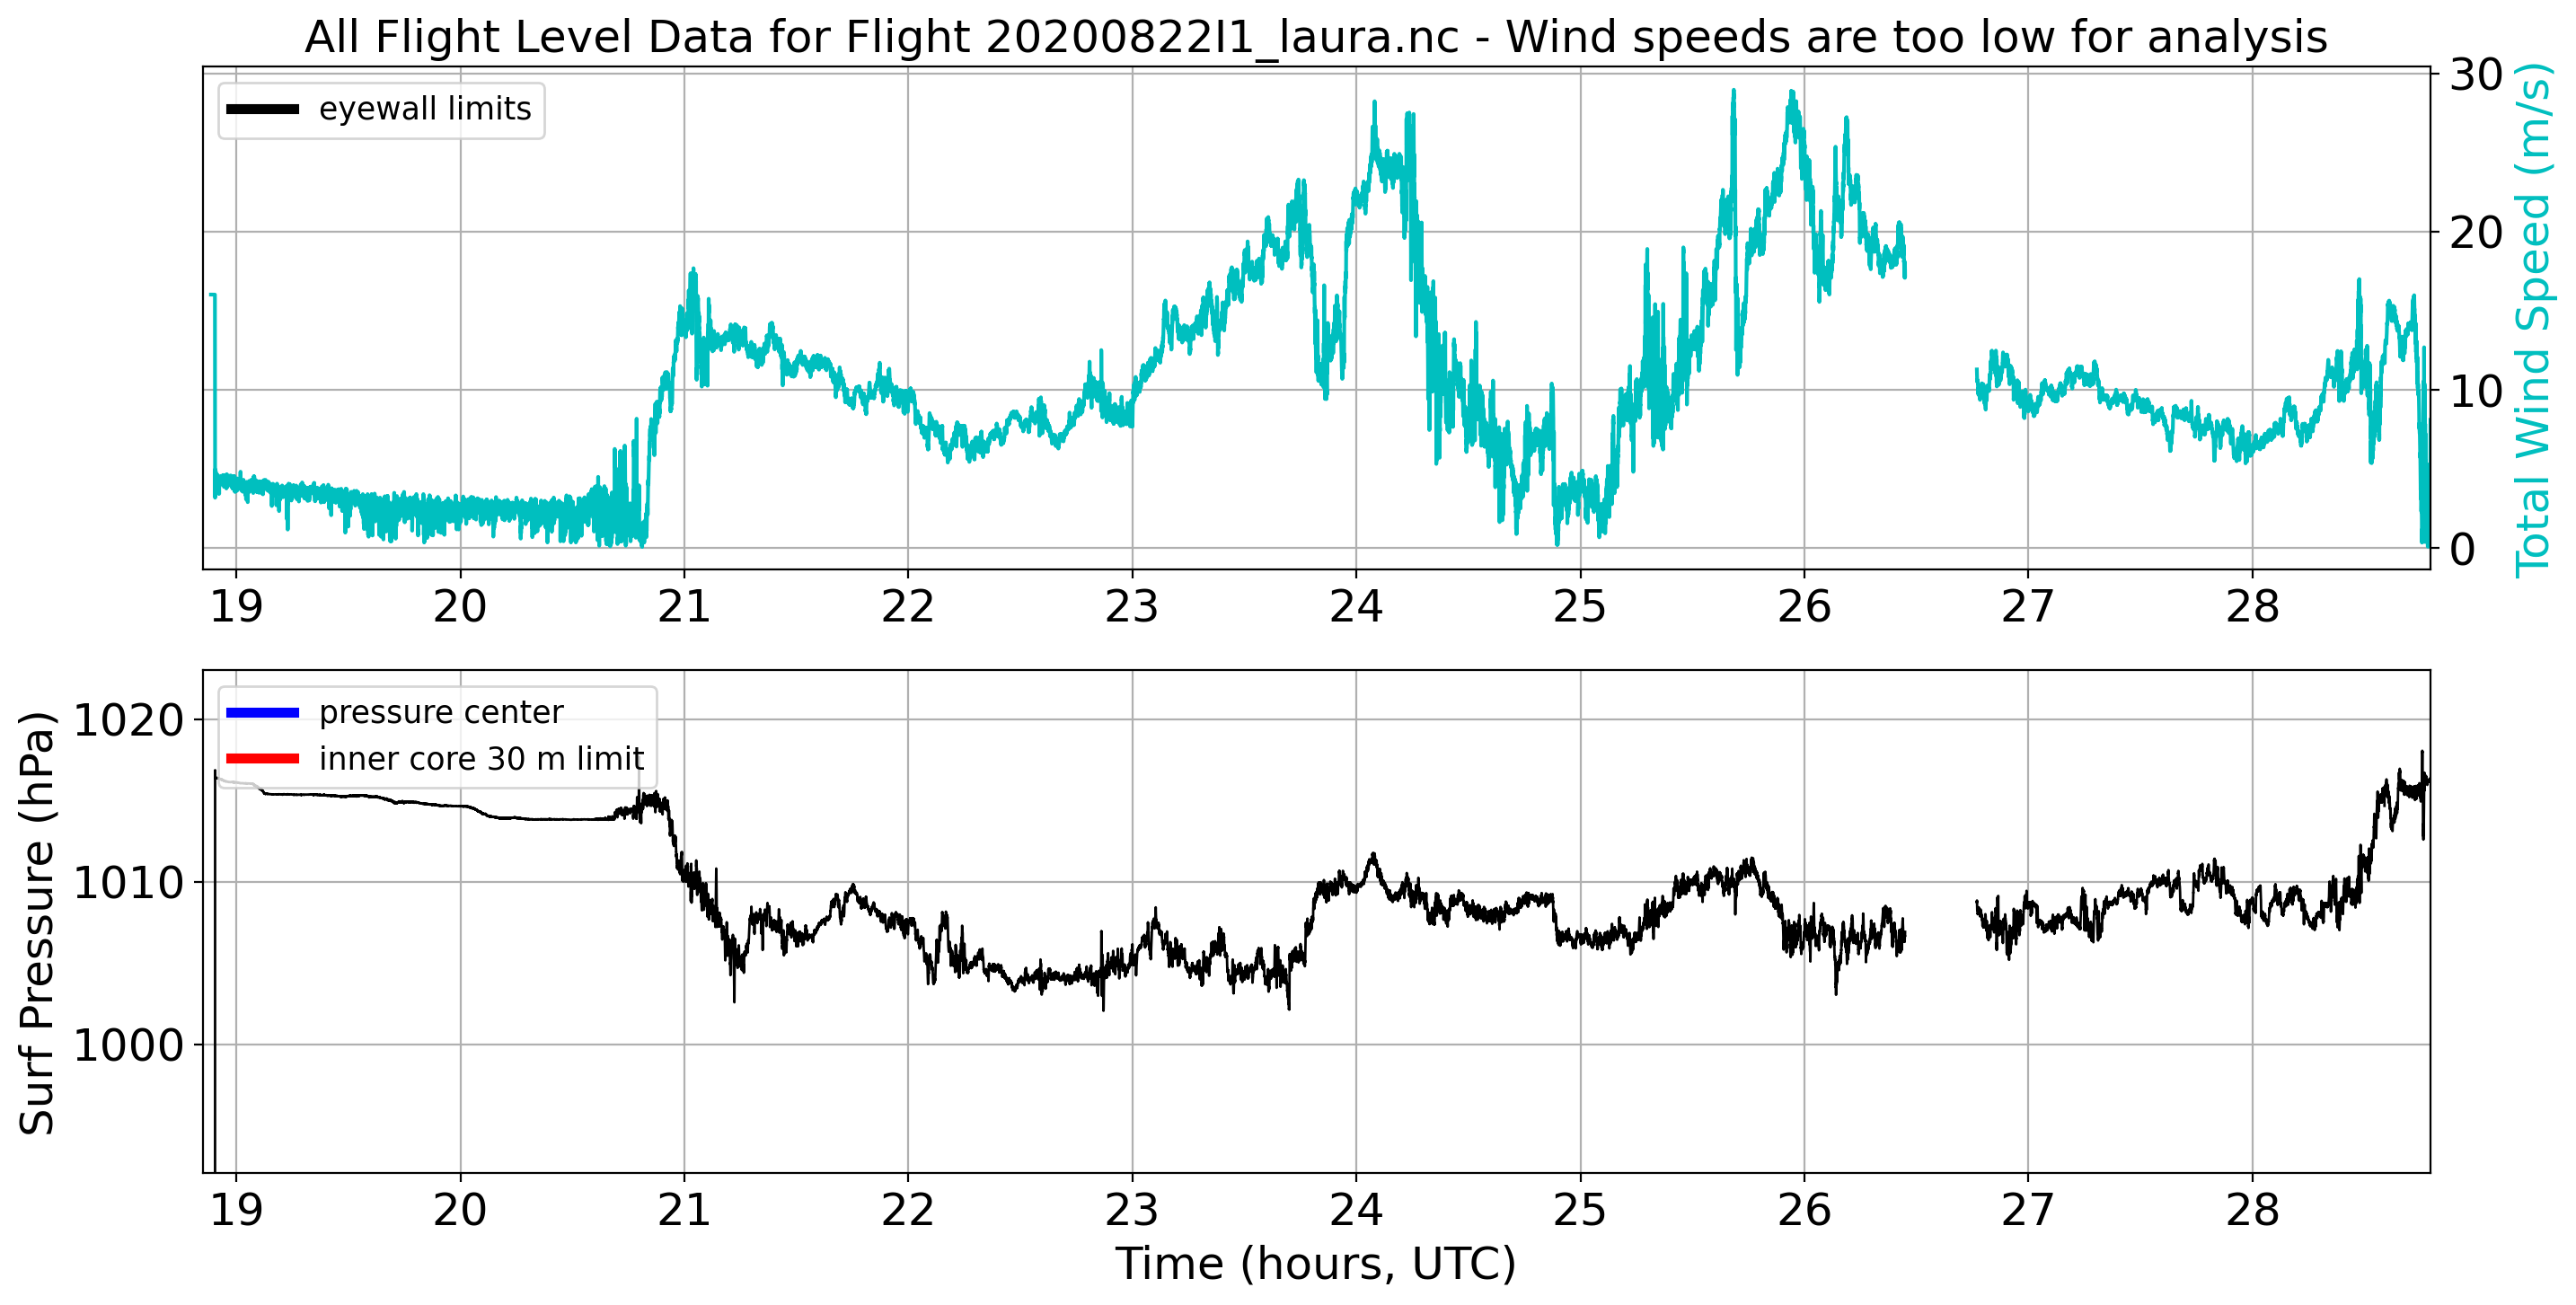 All Flight Level Data for Flight 20200822I1_laura.nc - Wind speeds are too low for analysis
eyewall limits
30
20
10
0
Total Wind Speed (m/s)
19 20 21 22 23 24 25 26 27 28
pressure center
inner core 30 m limit
1020
1010
1000
Surf Pressure (hPa)
19 20 21 22 23 24 25 26 27 28
Time (hours, UTC)